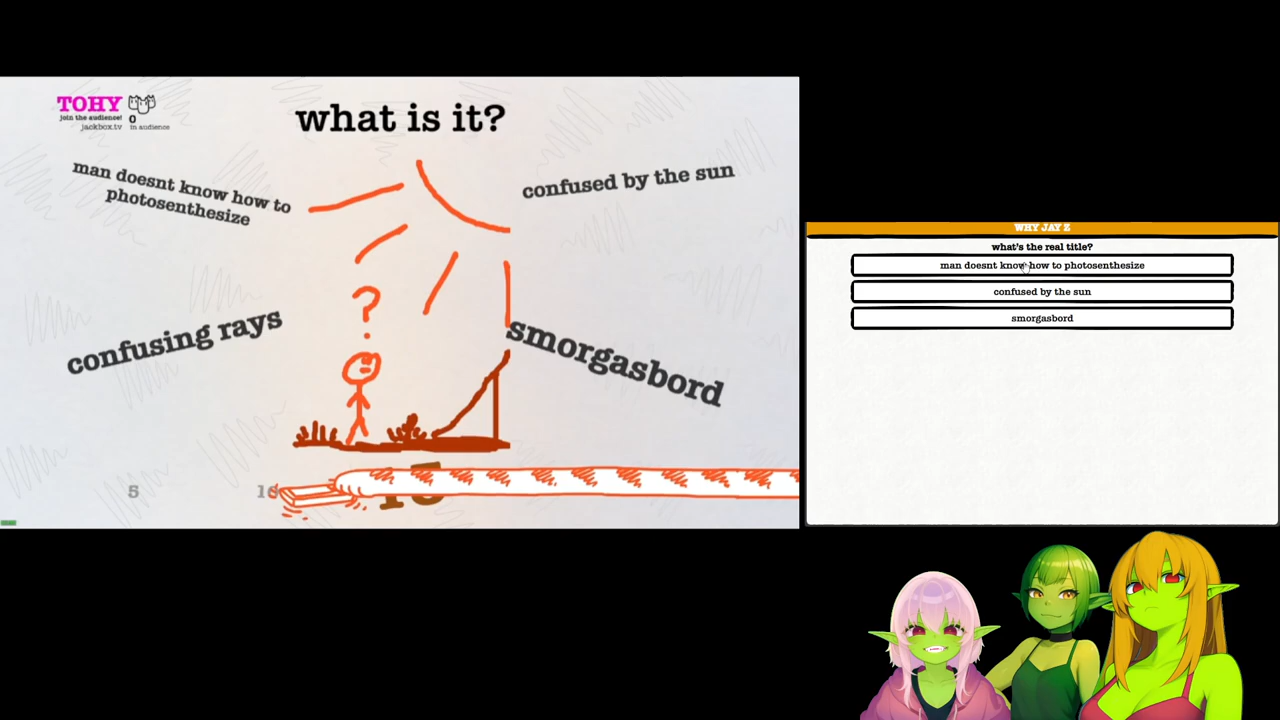 TOHY
join the audience!
jackbox.tv
0
in audience
what is it?
man doesnt know how to
photosenthesize
confused by the sun
?
confusing rays
smorgasbord
5
10
15
WHY JAY Z
what's the real title?
man doesnt know how to photosenthesize
confused by the sun
smorgasbord